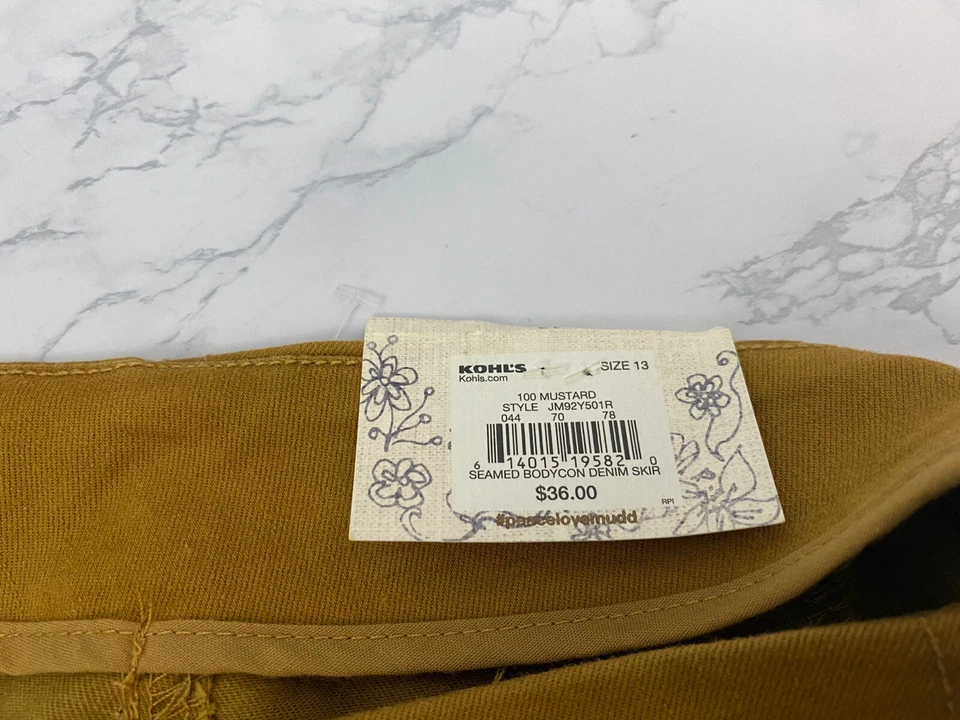 KOHL'S SIZE 13
Kohls.com
100 MUSTARD
STYLE JM92Y501R
044 70 78
6 14015 19582 0
SEAMED BODYCON DENIM SKIR
$36.00
RPI
#peacelovemudd